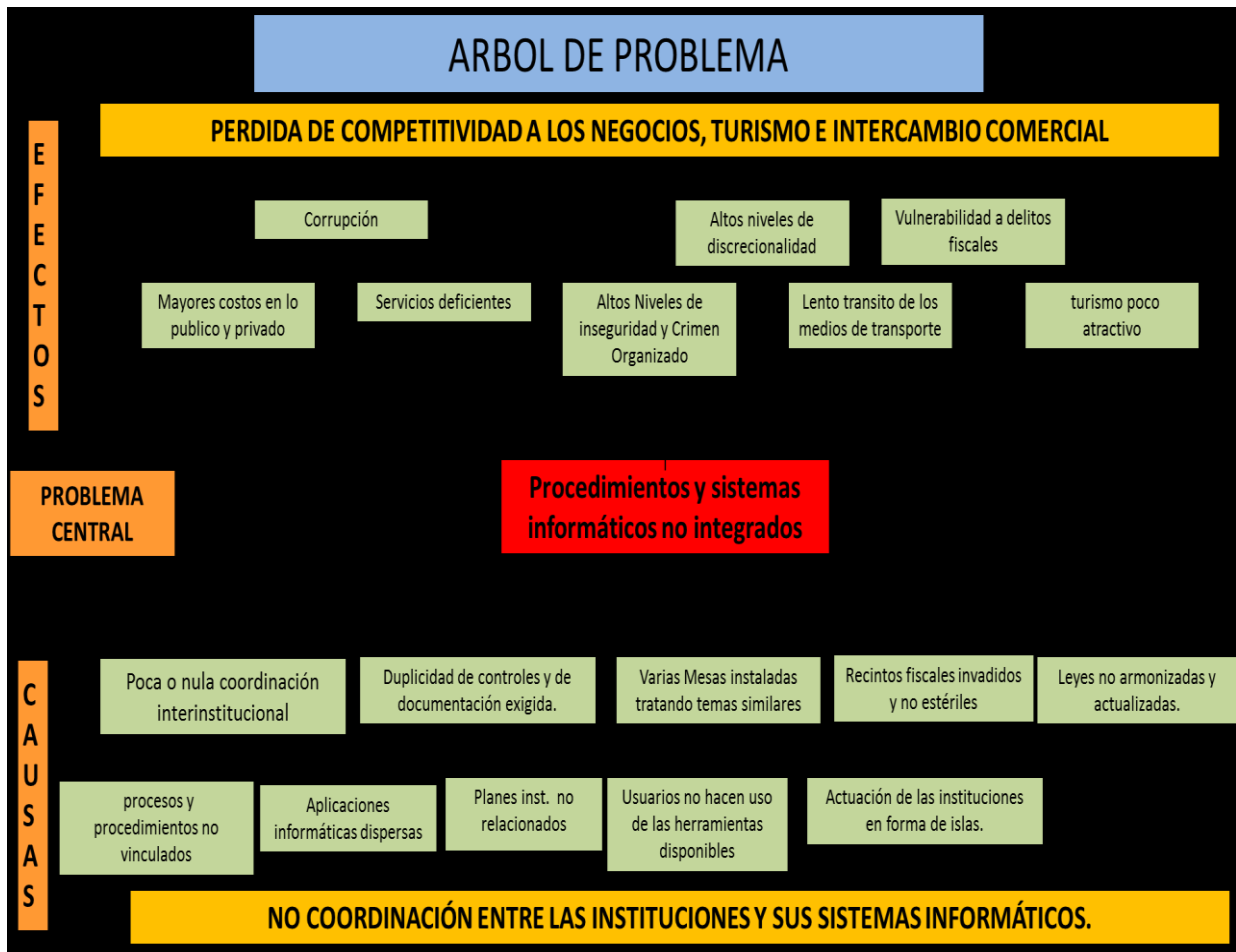 ARBOL DE PROBLEMA
PERDIDA DE COMPETITIVIDAD A LOS NEGOCIOS, TURISMO E INTERCAMBIO COMERCIAL
E
F
E
C
T
O
S
Corrupción
Altos niveles de
discrecionalidad
Vulnerabilidad a delitos
fiscales
Mayores costos en lo
publico y privado
Servicios deficientes
Altos Niveles de
inseguridad y Crimen
Organizado
Lento transito de los
medios de transporte
turismo poco
atractivo
PROBLEMA
CENTRAL
Procedimientos y sistemas
informáticos no integrados
C
A
U
S
A
S
Poca o nula coordinación
interinstitucional
Duplicidad de controles y de
documentación exigida.
Varias Mesas instaladas
tratando temas similares
Recintos fiscales invadidos
y no estériles
Leyes no armonizadas y
actualizadas.
procesos y
procedimientos no
vinculados
Aplicaciones
informáticas dispersas
Planes inst. no
relacionados
Usuarios no hacen uso
de las herramientas
disponibles
Actuación de las instituciones
en forma de islas.
NO COORDINACIÓN ENTRE LAS INSTITUCIONES Y SUS SISTEMAS INFORMÁTICOS.